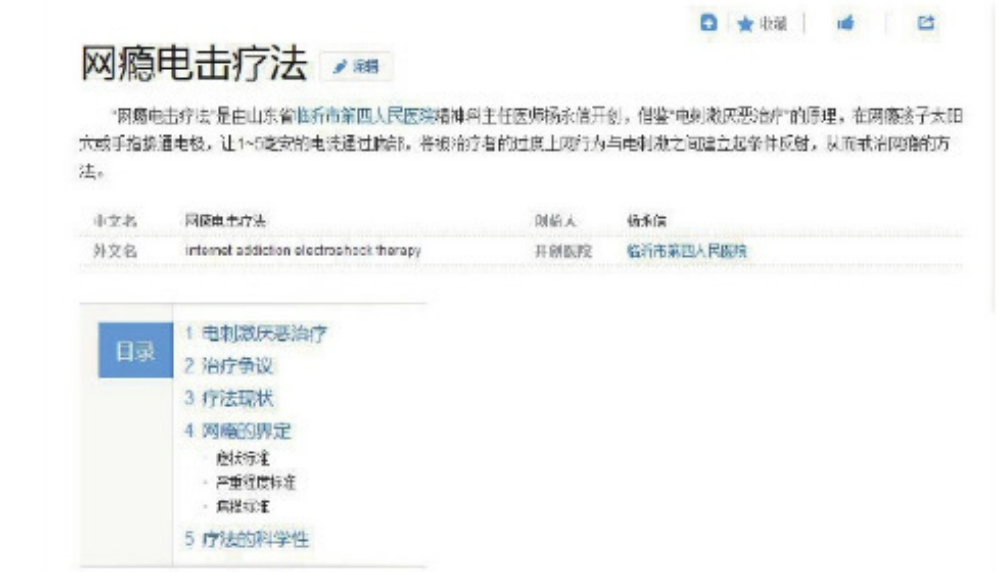 收藏
网瘾电击疗法 编辑
“网瘾电击疗法”是由山东省临沂市第四人民医院精神科主任医师杨永信开创，借鉴“电刺激厌恶治疗”的原理，在网瘾孩子太阳
穴或手指接通电极，让1~5毫安的电流通过脑部，将被治疗者的过度上网行为与电刺激之间建立起条件反射，从而戒治网瘾的方
法。
中文名 网瘾电击疗法 创始人 杨永信
外文名 internet addiction electroshock therapy 开创医院 临沂市第四人民医院
目录
1 电刺激厌恶治疗
2 治疗争议
3 疗法现状
4 网瘾的界定
· 症状标准
· 严重程度标准
· 病程标准
5 疗法的科学性